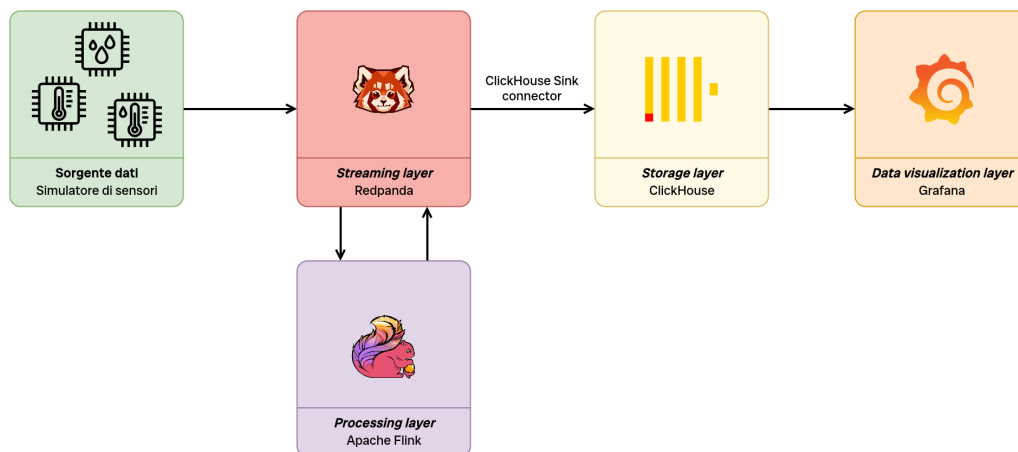 Sorgente dati
Simulatore di sensori
Streaming layer
Redpanda
ClickHouse Sink
connector
Storage layer
ClickHouse
Data visualization layer
Grafana
Processing layer
Apache Flink